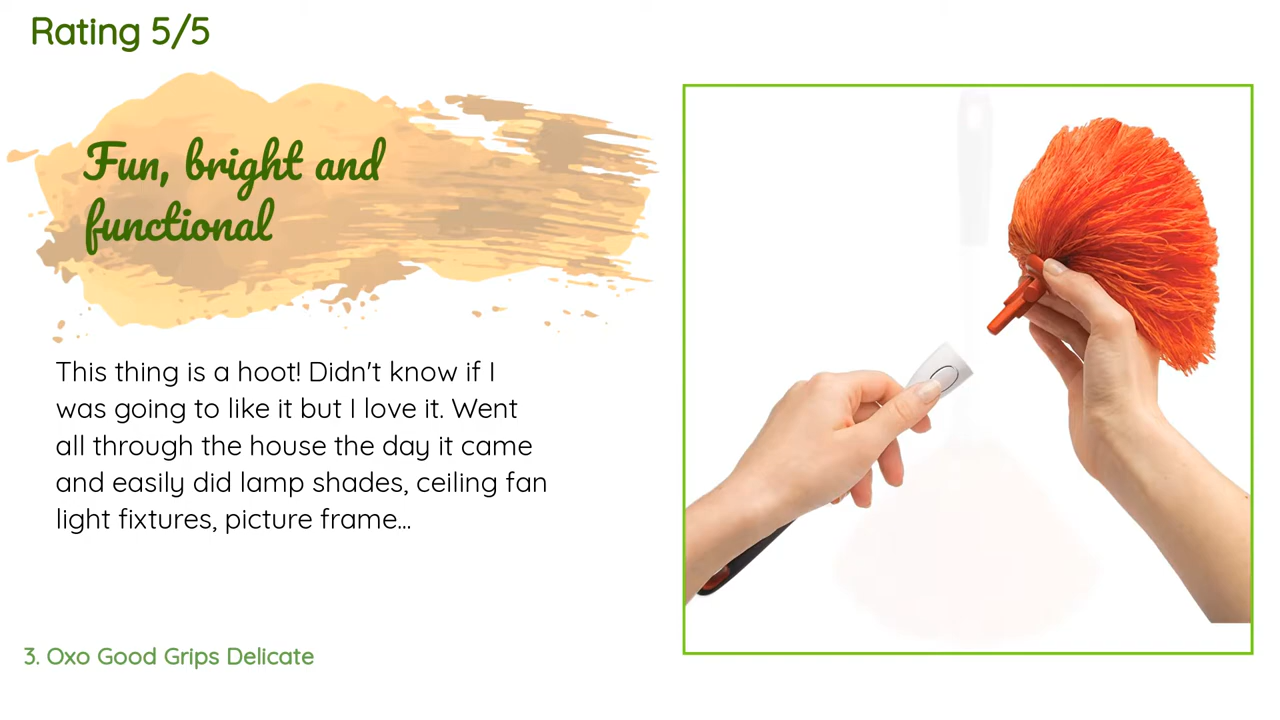 Rating 5/5
Fun, bright and
functional
This thing is a hoot! Didn't know if I
was going to like it but I love it. Went
all through the house the day it came
and easily did lamp shades, ceiling fan
light fixtures, picture frame...
3. Oxo Good Grips Delicate